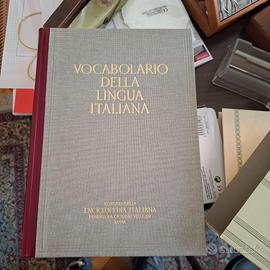 VOCABOLARIO
DELLA
LINGUA
ITALIANA
ISTITUTO DELLA
ENCICLOPEDIA ITALIANA
FONDATA DA GIOVANNI TRECCANI
ROMA